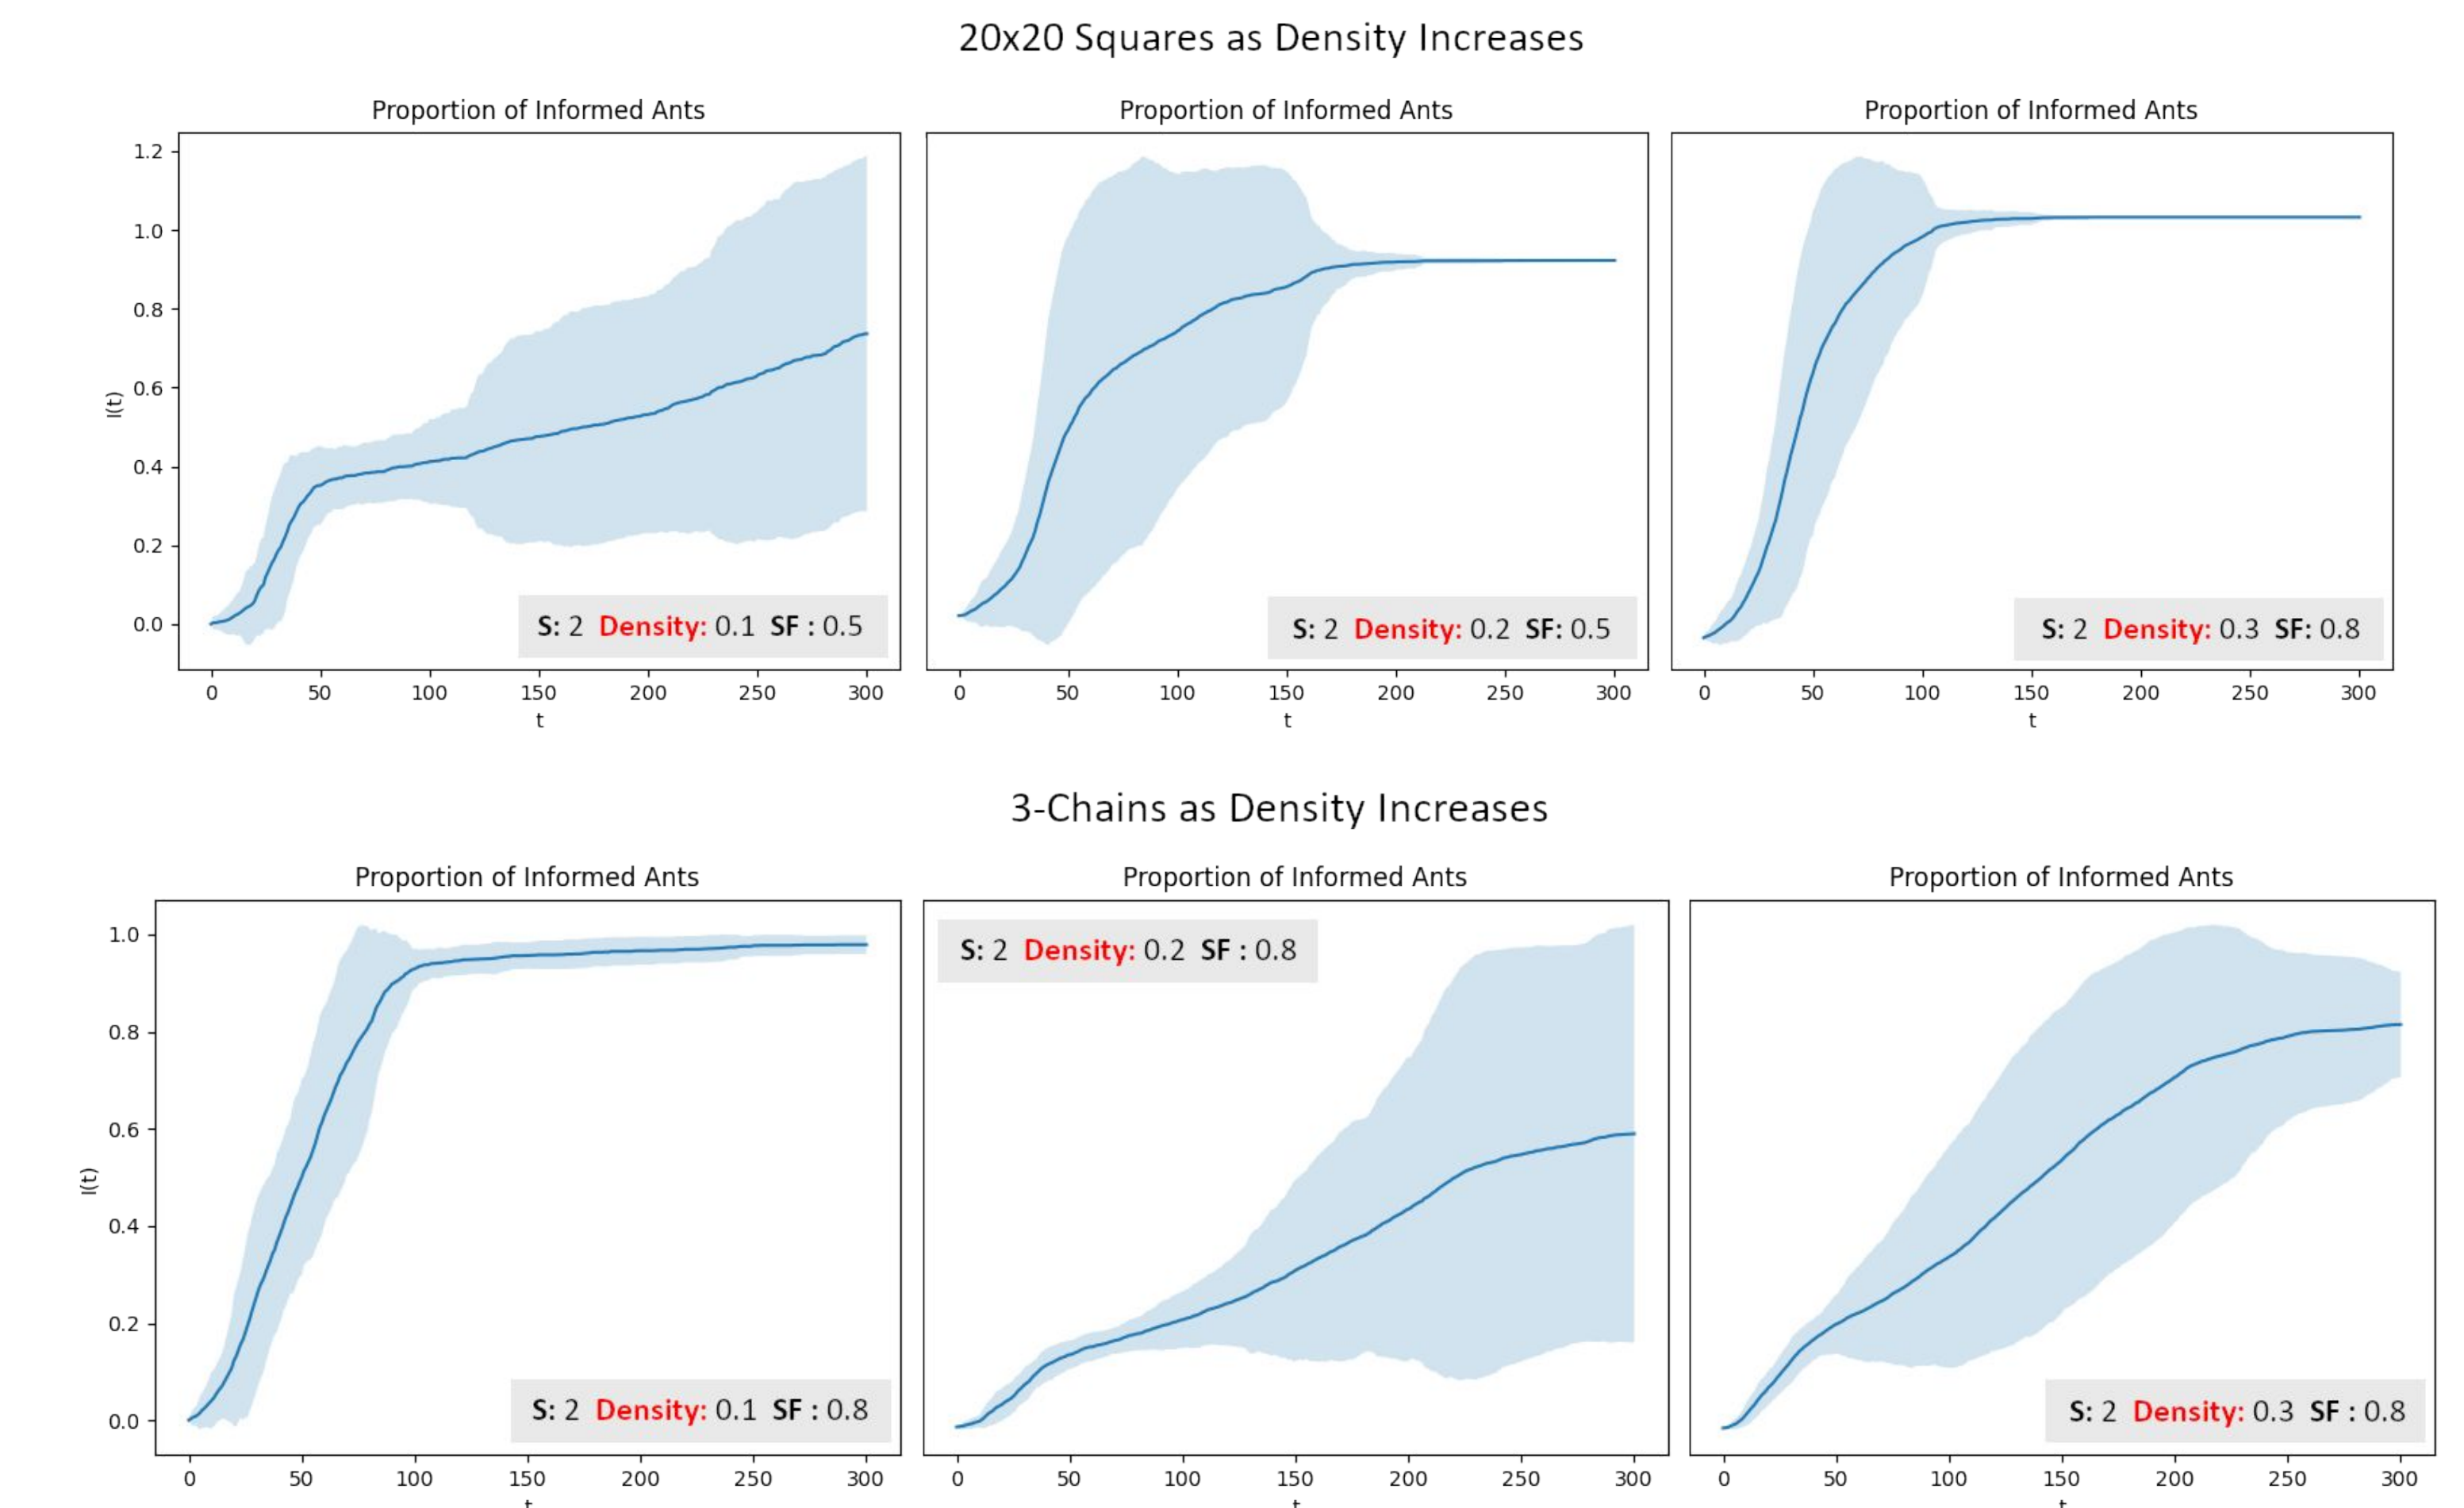 20x20 Squares as Density Increases
Proportion of Informed Ants
Proportion of Informed Ants
Proportion of Informed Ants
1.2
1.0
0.8
0.6
0.4
0.2
0.0
I(t)
S: 2 Density: 0.1 SF : 0.5
S: 2 Density: 0.2 SF: 0.5
S: 2 Density: 0.3 SF: 0.8
0 50 100 150 200 250 300
0 50 100 150 200 250 300
0 50 100 150 200 250 300
t
t
t
3-Chains as Density Increases
Proportion of Informed Ants
Proportion of Informed Ants
Proportion of Informed Ants
1.0
0.8
0.6
0.4
0.2
0.0
I(t)
S: 2 Density: 0.1 SF : 0.8
S: 2 Density: 0.2 SF : 0.8
S: 2 Density: 0.3 SF : 0.8
0 50 100 150 200 250 300
0 50 100 150 200 250 300
0 50 100 150 200 250 300
t
t
t